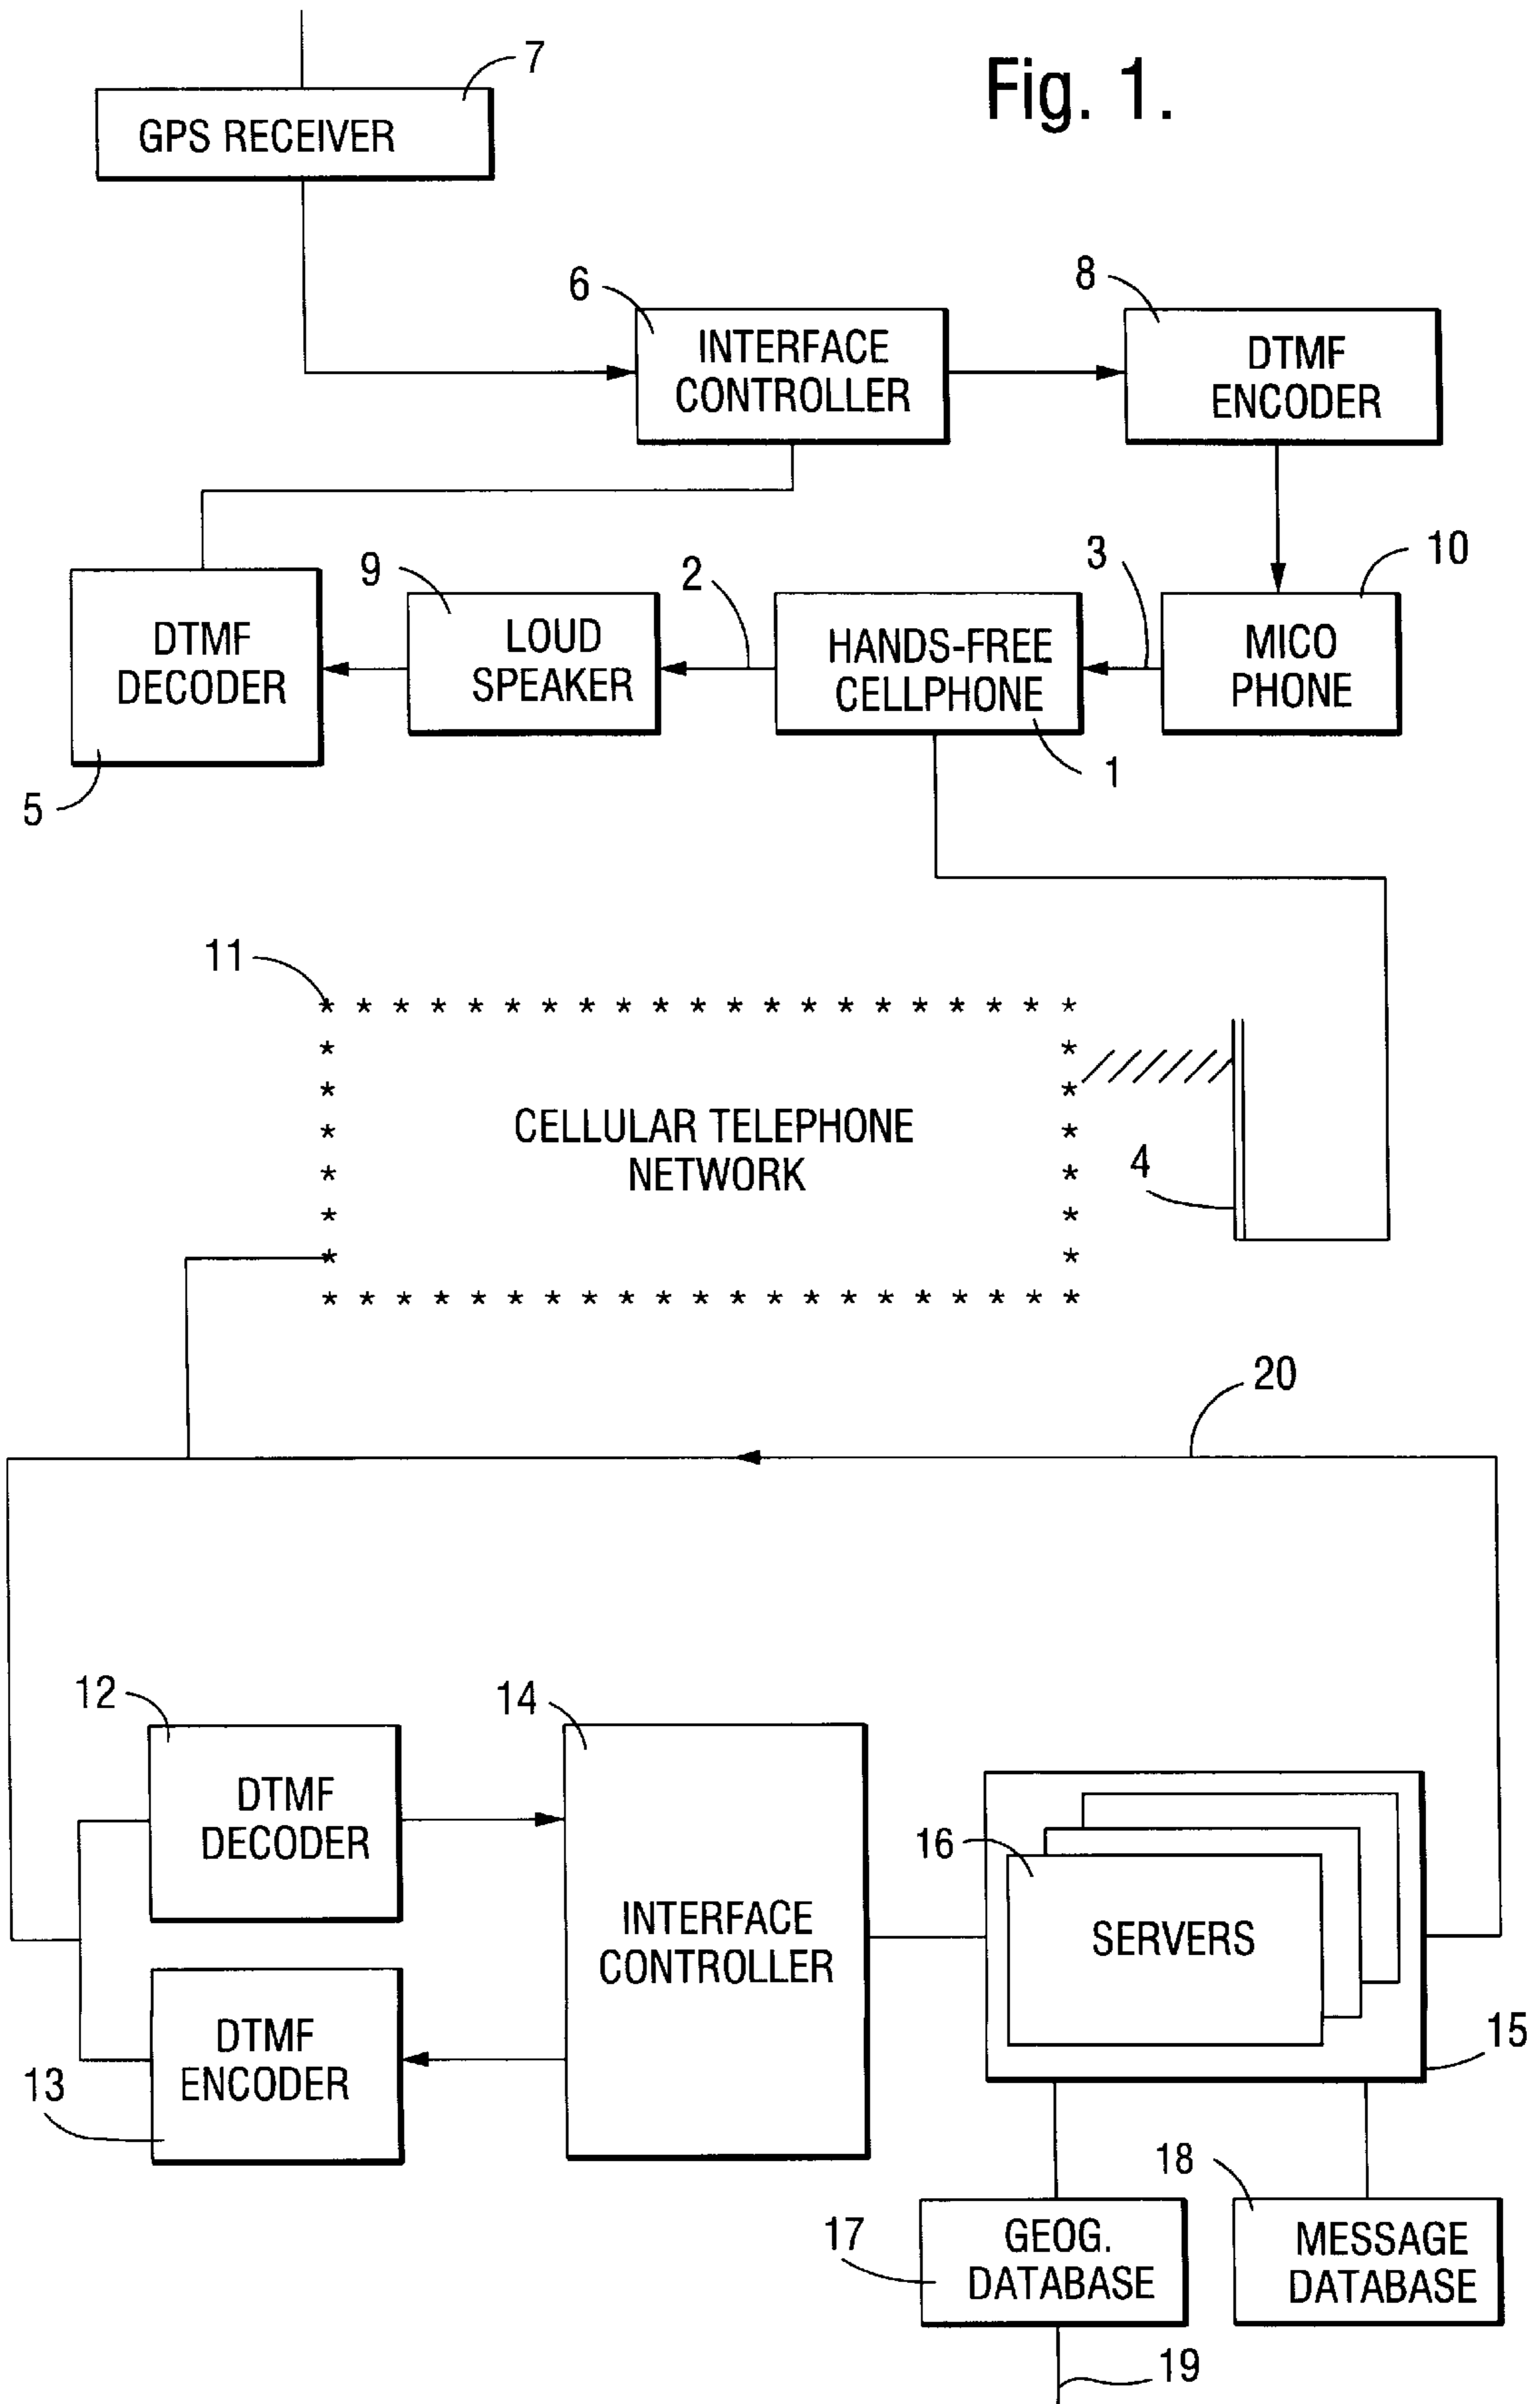 Fig. 1.
7
GPS RECEIVER
6
8
INTERFACE
CONTROLLER
DTMF
ENCODER
9
2
3
10
DTMF
DECODER
LOUD
SPEAKER
HANDS-FREE
CELLPHONE
MICO
PHONE
5
1
11
* * * * * * * * * * * * * * * * * * * * *
CELLULAR TELEPHONE
NETWORK
4
* * * * * * * * * * * * * * * * * * * * *
20
12
14
DTMF
DECODER
16
INTERFACE
CONTROLLER
SERVERS
DTMF
ENCODER
13
15
18
17
GEOG.
DATABASE
MESSAGE
DATABASE
19